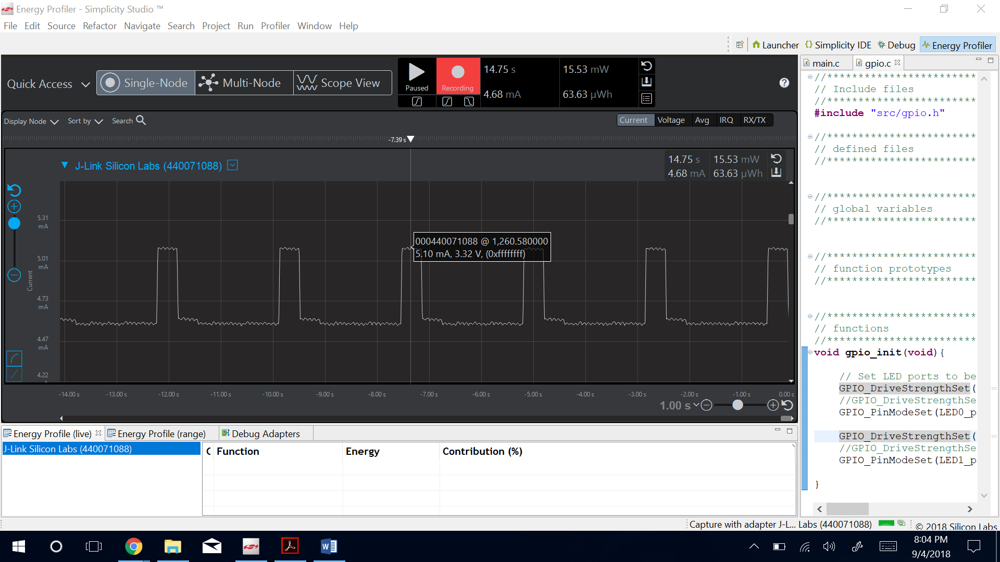 Energy Profiler - Simplicity Studio ™
File Edit Source Refactor Navigate Search Project Run Profiler Window Help
Launcher {} Simplicity IDE Debug Energy Profiler
Quick Access Single-Node Multi-Node Scope View
Paused Recording
14.75 s 15.53 mW
4.68 mA 63.63 µWh
Display Node Sort by Search
Current Voltage Avg IRQ RX/TX
-7.39 s
J-Link Silicon Labs (440071088)
14.75 s 15.53 mW
4.68 mA 63.63 µWh
5.31
mA
5.01
mA
4.73
mA
4.47
mA
4.22
Current
000440071088 @ 1,260.580000
5.10 mA, 3.32 V, (0xffffffff)
-14.00 s -13.00 s -12.00 s -11.00 s -10.00 s -9.00 s -8.00 s -7.00 s -6.00 s -5.00 s -4.00 s -3.00 s -2.00 s -1.00 s 0.00 s
1.00 s
main.c gpio.c
//************************
// Include files
//************************
#include "src/gpio.h"
//************************
// defined files
//************************
//************************
// global variables
//************************
//************************
// function prototypes
//************************
//************************
// functions
//************************
void gpio_init(void){
// Set LED ports to be
GPIO_DriveStrengthSet(
//GPIO_DriveStrengthSe
GPIO_PinModeSet(LED0_p
GPIO_DriveStrengthSet(
//GPIO_DriveStrengthSe
GPIO_PinModeSet(LED1_p
}
Energy Profile (live) Energy Profile (range) Debug Adapters
J-Link Silicon Labs (440071088)
Function Energy Contribution (%)
Capture with adapter J-L... Labs (440071088)
© 2018 Silicon Labs
8:04 PM
9/4/2018